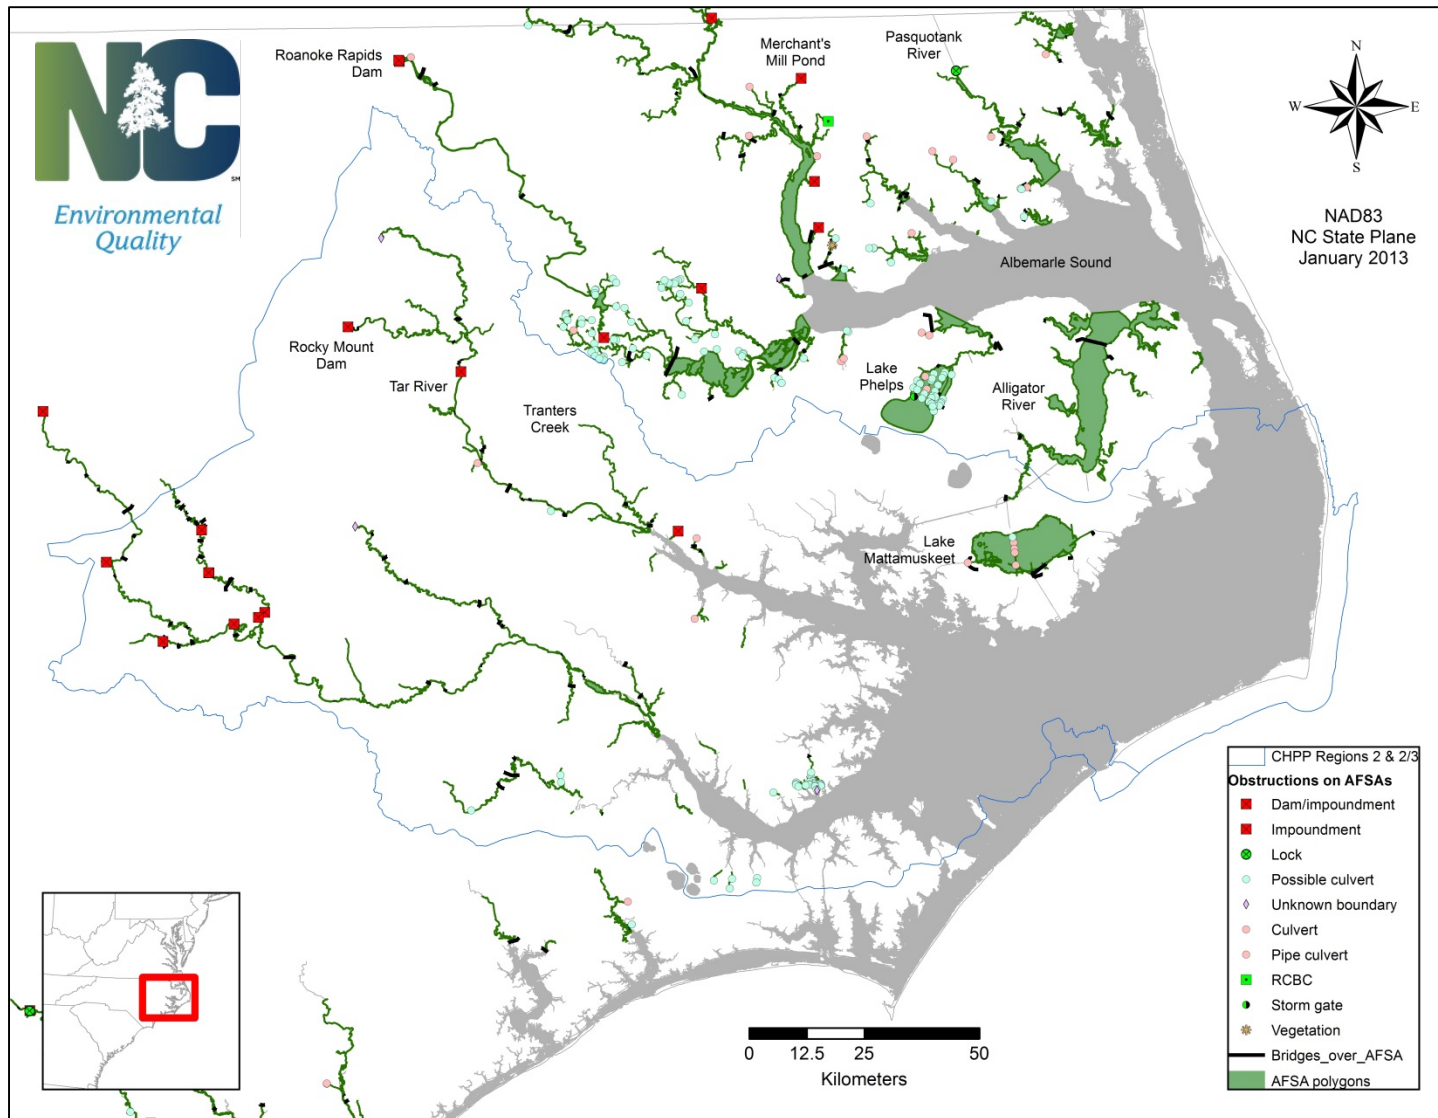 NC
SM
Environmental
Quality
Roanoke Rapids
Dam
Merchant's
Mill Pond
Pasquotank
River
N
W
E
S
NAD83
NC State Plane
January 2013
Albemarle Sound
Rocky Mount
Dam
Tar River
Tranters
Creek
Lake
Phelps
Alligator
River
Lake
Mattamuskeet
CHPP Regions 2 & 2/3
Obstructions on AFSAs
Dam/impoundment
Impoundment
Lock
Possible culvert
Unknown boundary
Culvert
Pipe culvert
RCBC
Storm gate
Vegetation
Bridges_over_AFSA
AFSA polygons
0 12.5 25 50
Kilometers